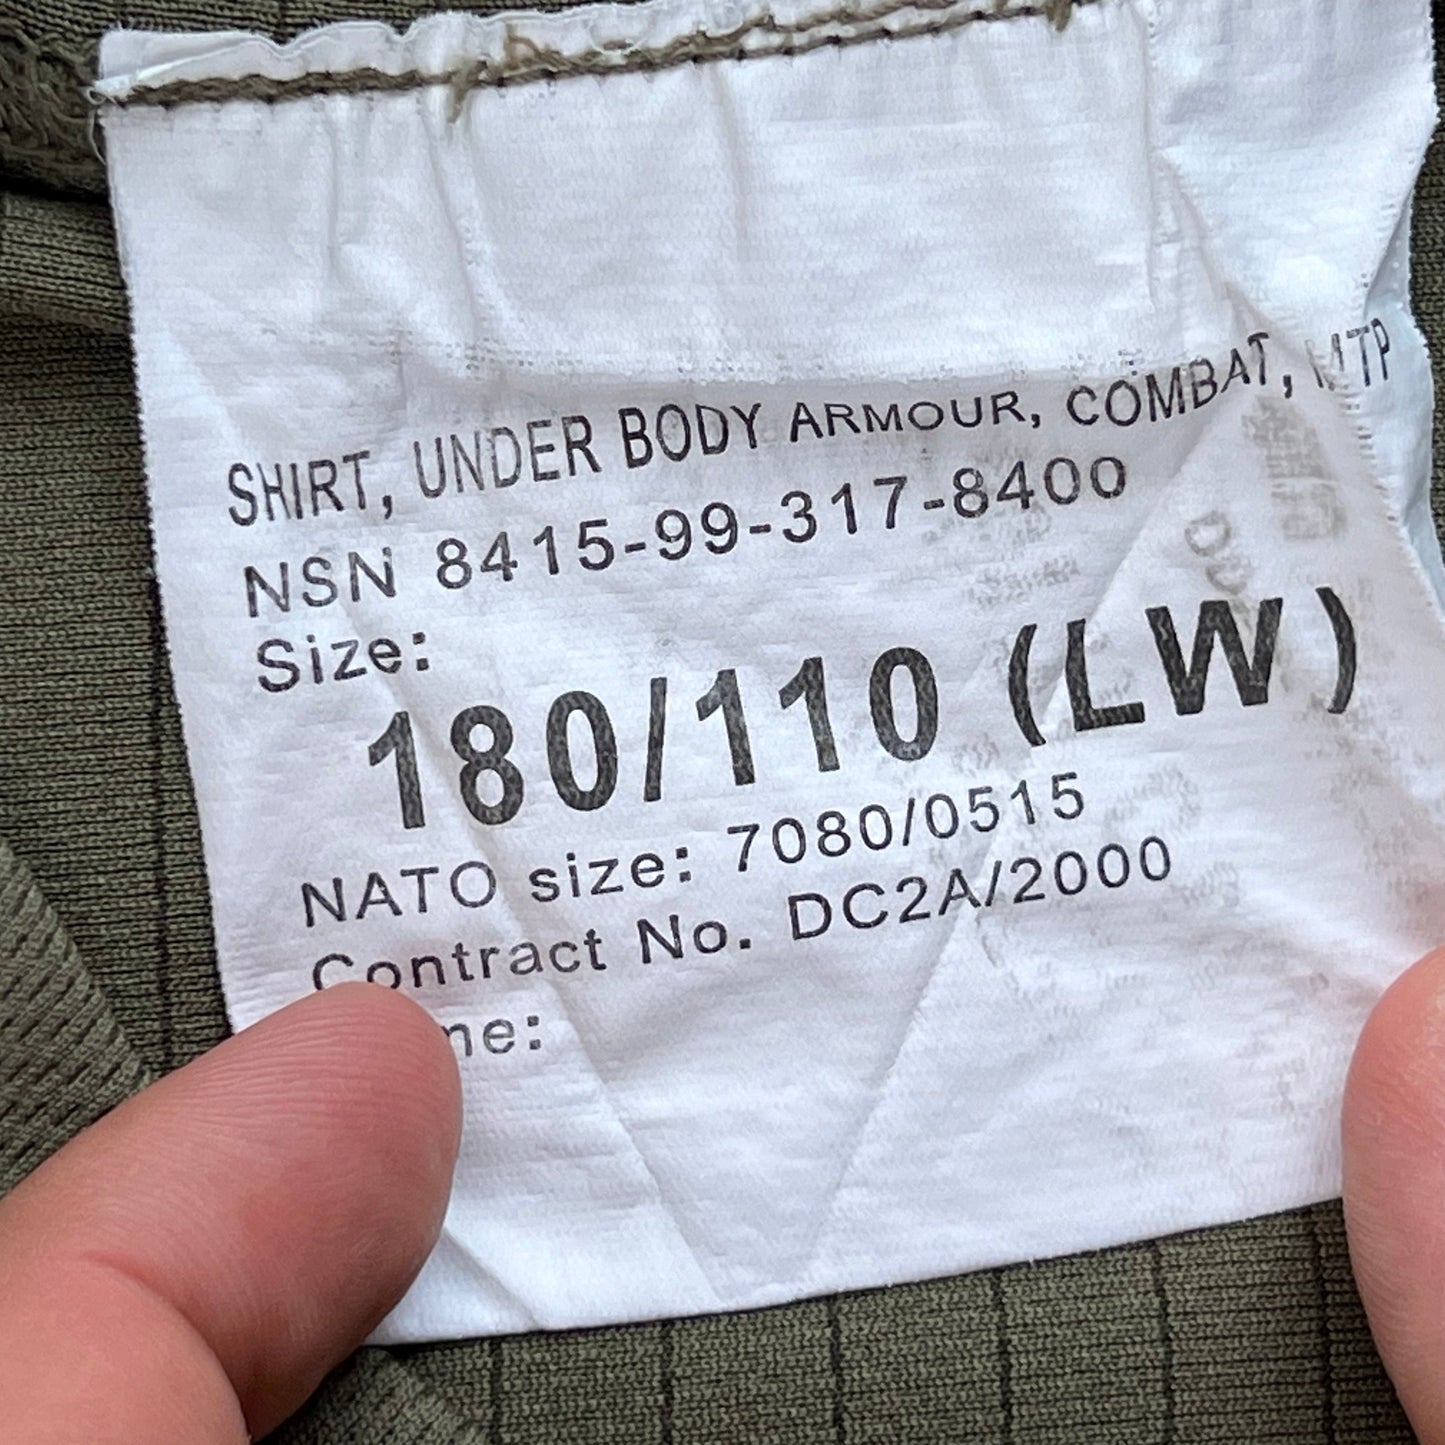 SHIRT, UNDER BODY ARMOUR, COMBAT, MTP
NSN 8415-99-317-8400
Size:
180/110 (LW)
NATO size: 7080/0515
Contract No. DC2A/2000